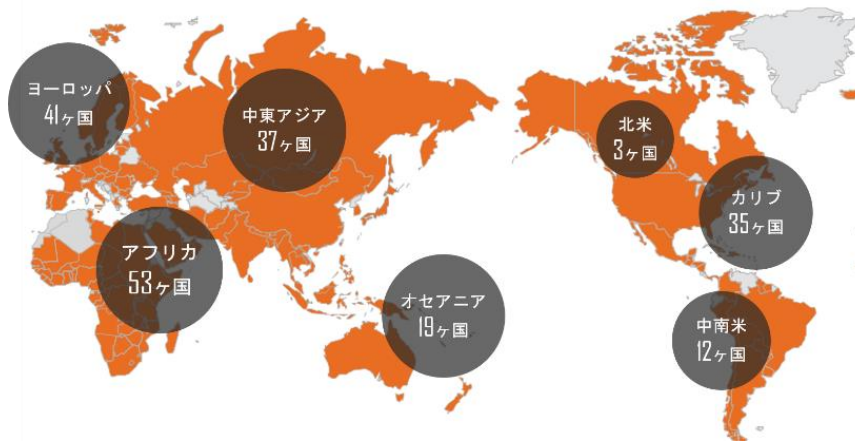 ヨーロッパ
41ヶ国
中東アジア
37ヶ国
北米
3ヶ国
カリブ
35ヶ国
アフリカ
53ヶ国
オセアニア
19ヶ国
中南米
12ヶ国